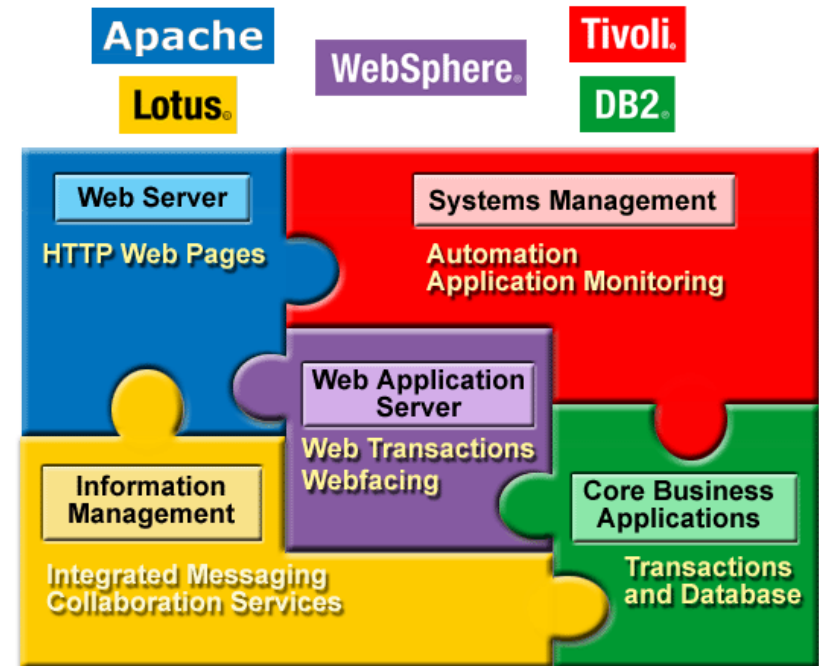 Apache
WebSphere®
Tivoli®
Lotus®
DB2®
Web Server
HTTP Web Pages
Systems Management
Automation
Application Monitoring
Web Application
Server
Web Transactions
Webfacing
Information
Management
Integrated Messaging
Collaboration Services
Core Business
Applications
Transactions
and Database